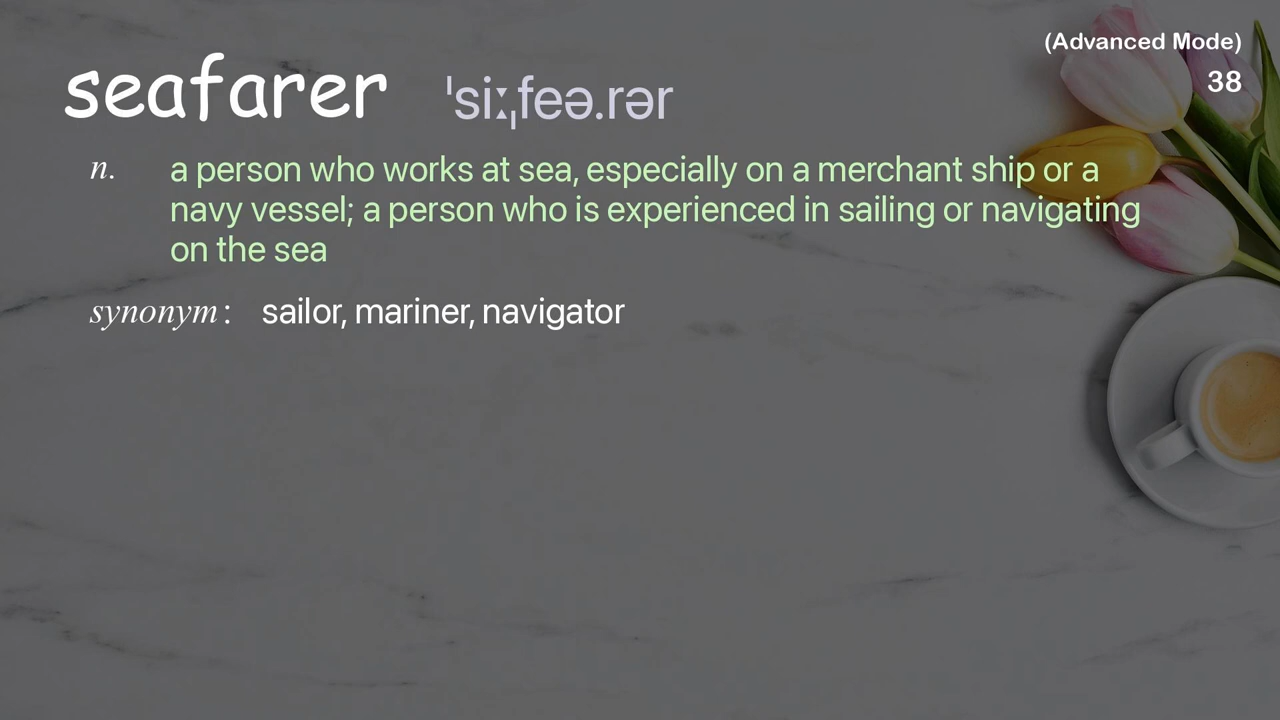 (Advanced Mode)
38
seafarer ˈsiːˌfeə.rər
n. a person who works at sea, especially on a merchant ship or a
navy vessel; a person who is experienced in sailing or navigating
on the sea
synonym: sailor, mariner, navigator